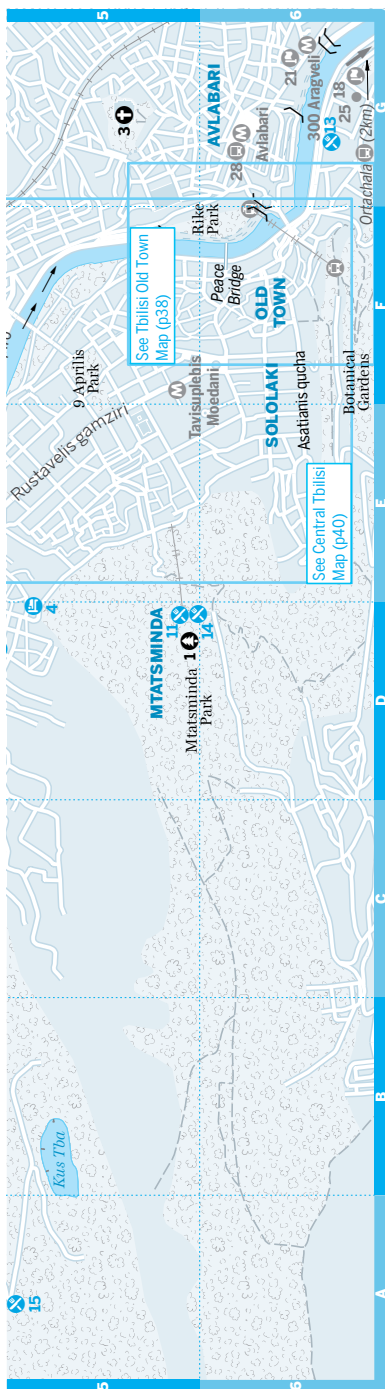 5
5
6
6
A
B
C
D
E
F
G
15
Kus Tba
4
MTATSMINDA
11
14
1
Mtatsminda
Park
Rustavelis gamziri
9 Aprilis
Park
See Tbilisi Old Town
Map (p38)
3
Tavisuplebis
Moedani
Rike
Park
Peace
Bridge
AVLABARI
28
Avlabari
OLD
TOWN
SOLOLAKI
Asatianis qucha
See Central Tbilisi
Map (p40)
Botanical
Gardens
21
300 Aragveli
13
25
18
Ortachala
(2km)